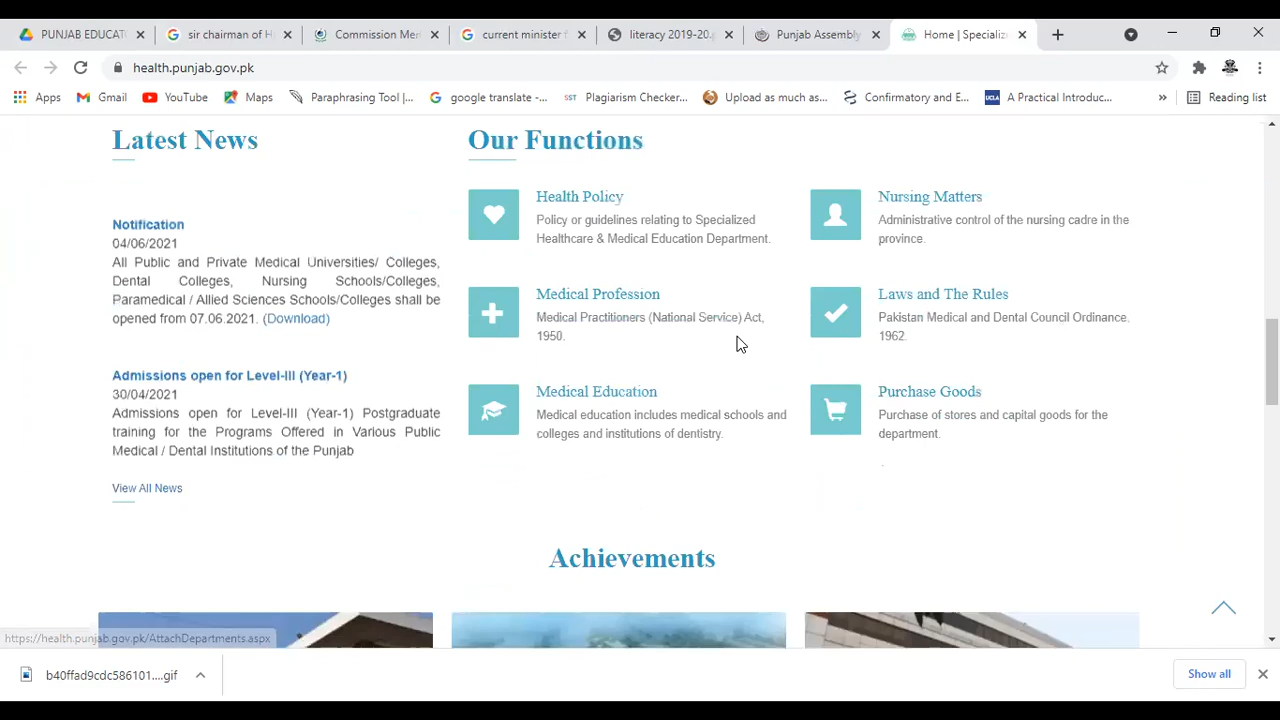 PUNJAB EDUCAT
sir chairman of H
Commission Mer
current minister f
literacy 2019-20.p
Punjab Assembly
Home | Specializ
health.punjab.gov.pk
Apps
Gmail
YouTube
Maps
Paraphrasing Tool |...
google translate -...
SST
Plagiarism Checker...
Upload as much as...
Confirmatory and E...
UCLA
A Practical Introduc...
»
Reading list
Latest News
Notification
04/06/2021
All Public and Private Medical Universities/ Colleges,
Dental Colleges, Nursing Schools/Colleges,
Paramedical / Allied Sciences Schools/Colleges shall be
opened from 07.06.2021. (Download)
Admissions open for Level-III (Year-1)
30/04/2021
Admissions open for Level-III (Year-1) Postgraduate
training for the Programs Offered in Various Public
Medical / Dental Institutions of the Punjab
View All News
Our Functions
Health Policy
Policy or guidelines relating to Specialized
Healthcare & Medical Education Department.
Nursing Matters
Administrative control of the nursing cadre in the
province.
Medical Profession
Medical Practitioners (National Service) Act,
1950.
Laws and The Rules
Pakistan Medical and Dental Council Ordinance,
1962.
Medical Education
Medical education includes medical schools and
colleges and institutions of dentistry.
Purchase Goods
Purchase of stores and capital goods for the
department.
Achievements
https://health.punjab.gov.pk/AttachDepartments.aspx
b40ffad9cdc586101....gif
Show all